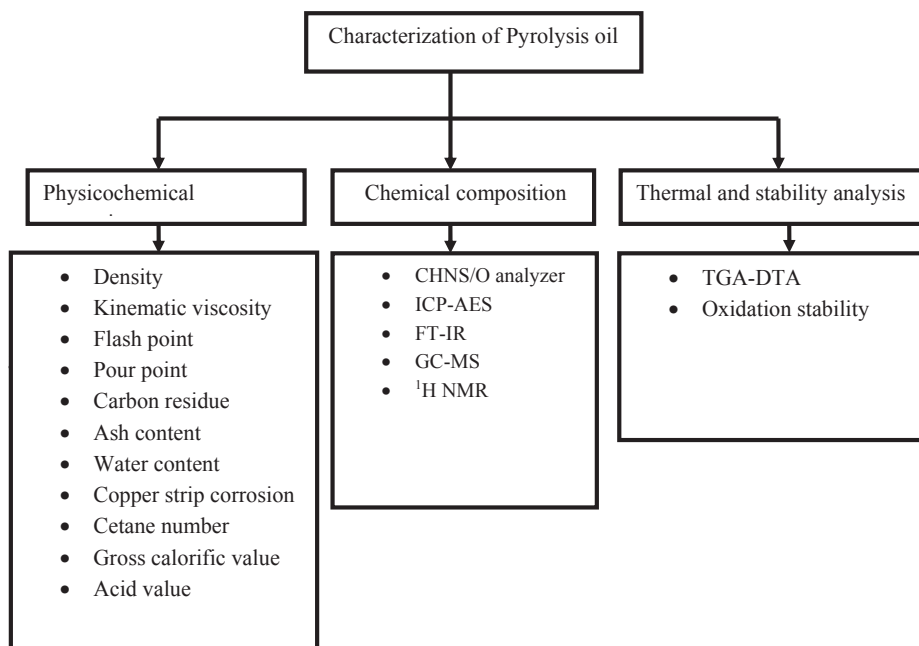 Characterization of Pyrolysis oil
Physicochemical
Chemical composition
Thermal and stability analysis
• Density
• Kinematic viscosity
• Flash point
• Pour point
• Carbon residue
• Ash content
• Water content
• Copper strip corrosion
• Cetane number
• Gross calorific value
• Acid value
• CHNS/O analyzer
• ICP-AES
• FT-IR
• GC-MS
• ¹H NMR
• TGA-DTA
• Oxidation stability